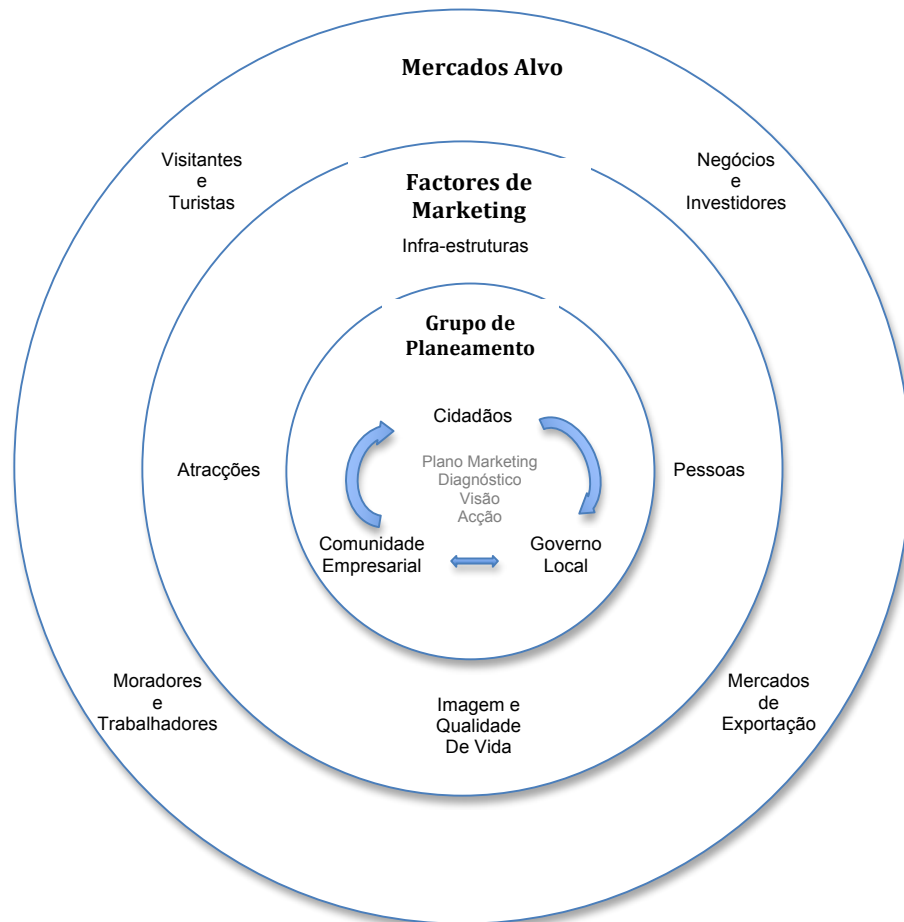 Mercados Alvo
Visitantes
e
Turistas
Negócios
e
Investidores
Factores de
Marketing
Infra-estruturas
Grupo de
Planeamento
Cidadãos
Plano Marketing
Diagnóstico
Visão
Acção
Atracções
Pessoas
Comunidade
Empresarial
Governo
Local
Moradores
e
Trabalhadores
Imagem e
Qualidade
De Vida
Mercados
de
Exportação